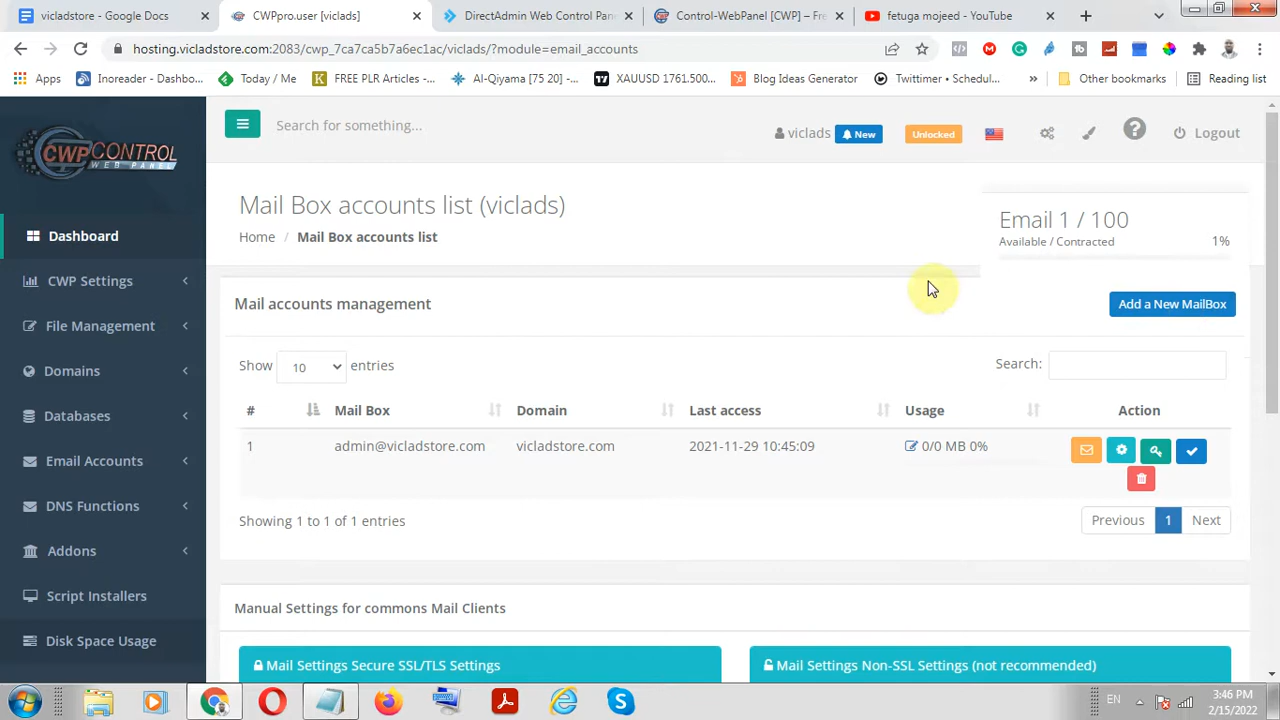 vicladstore - Google Docs
CWPpro.user [viclads]
DirectAdmin Web Control Pan
Control-WebPanel [CWP] – Fre
fetuga mojeed - YouTube
hosting.vicladstore.com:2083/cwp_7ca7ca5b7a6ec1ac/viclads/?module=email_accounts
Apps
Inoreader - Dashbo...
Today / Me
FREE PLR Articles -...
Al-Qiyama [75 20] -...
XAUUSD 1761.500...
Blog Ideas Generator
Twittimer • Schedul...
»
Other bookmarks
Reading list
CWPCONTROL
WEB PANEL
Search for something...
viclads
New
Unlocked
Logout
Mail Box accounts list (viclads)
Home / Mail Box accounts list
Email 1 / 100
Available / Contracted 1%
Dashboard
CWP Settings
File Management
Domains
Databases
Email Accounts
DNS Functions
Addons
Script Installers
Disk Space Usage
Mail accounts management
Add a New MailBox
Show 10 entries
Search:
# Mail Box Domain Last access Usage Action
1 admin@vicladstore.com vicladstore.com 2021-11-29 10:45:09 0/0 MB 0%
Showing 1 to 1 of 1 entries
Previous 1 Next
Manual Settings for commons Mail Clients
Mail Settings Secure SSL/TLS Settings
Mail Settings Non-SSL Settings (not recommended)
EN
3:46 PM
2/15/2022